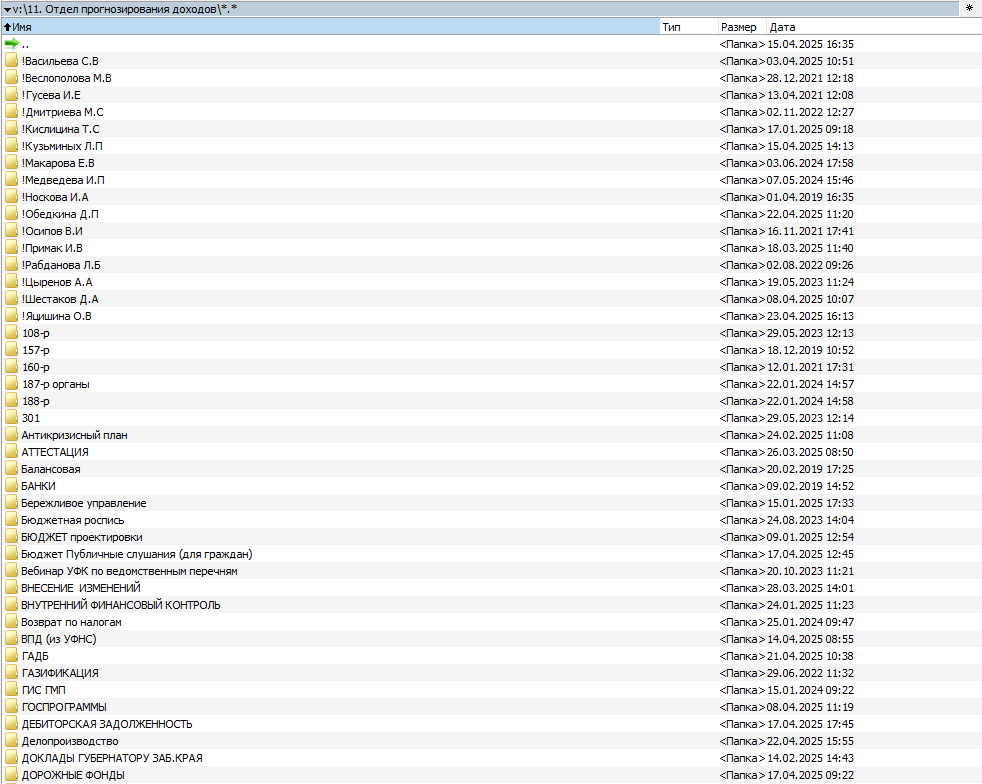 v:\11. Отдел прогнозирования доходов\*.* *
Имя Тип Размер Дата
.. <Папка> 15.04.2025 16:35
!Васильева С.В <Папка> 03.04.2025 10:51
!Веслополова М.В <Папка> 28.12.2021 12:18
!Гусева И.Е <Папка> 13.04.2021 12:08
!Дмитриева М.С <Папка> 02.11.2022 12:27
!Кислицина Т.С <Папка> 17.01.2025 09:18
!Кузьминых Л.П <Папка> 15.04.2025 14:13
!Макарова Е.В <Папка> 03.06.2024 17:58
!Медведева И.П <Папка> 07.05.2024 15:46
!Носкова И.А <Папка> 01.04.2019 16:35
!Обедкина Д.П <Папка> 22.04.2025 11:20
!Осипов В.И <Папка> 16.11.2021 17:41
!Примак И.В <Папка> 18.03.2025 11:40
!Рабданова Л.Б <Папка> 02.08.2022 09:26
!Цыренов А.А <Папка> 19.05.2023 11:24
!Шестаков Д.А <Папка> 08.04.2025 10:07
!Яцишина О.В <Папка> 23.04.2025 16:13
108-р <Папка> 29.05.2023 12:13
157-р <Папка> 18.12.2019 10:52
160-р <Папка> 12.01.2021 17:31
187-р органы <Папка> 22.01.2024 14:57
188-р <Папка> 22.01.2024 14:58
301 <Папка> 29.05.2023 12:14
Антикризисный план <Папка> 24.02.2025 11:08
АТТЕСТАЦИЯ <Папка> 26.03.2025 08:50
Балансовая <Папка> 20.02.2019 17:25
БАНКИ <Папка> 09.02.2019 14:52
Бережливое управление <Папка> 15.01.2025 17:33
Бюджетная роспись <Папка> 24.08.2023 14:04
БЮДЖЕТ проектировки <Папка> 09.01.2025 12:54
Бюджет Публичные слушания (для граждан) <Папка> 17.04.2025 12:45
Вебинар УФК по ведомственным перечням <Папка> 20.10.2023 11:21
ВНЕСЕНИЕ  ИЗМЕНЕНИЙ <Папка> 28.03.2025 14:01
ВНУТРЕННИЙ ФИНАНСОВЫЙ КОНТРОЛЬ <Папка> 24.01.2025 11:23
Возврат по налогам <Папка> 25.01.2024 09:47
ВПД (из УФНС) <Папка> 14.04.2025 08:55
ГАДБ <Папка> 21.04.2025 10:38
ГАЗИФИКАЦИЯ <Папка> 29.06.2022 11:32
ГИС ГМП <Папка> 15.01.2024 09:22
ГОСПРОГРАММЫ <Папка> 08.04.2025 11:19
ДЕБИТОРСКАЯ ЗАДОЛЖЕННОСТЬ <Папка> 17.04.2025 17:45
Делопроизводство <Папка> 22.04.2025 15:55
ДОКЛАДЫ ГУБЕРНАТОРУ ЗАБ.КРАЯ <Папка> 14.02.2025 14:43
ДОРОЖНЫЕ ФОНДЫ <Папка> 17.04.2025 09:22